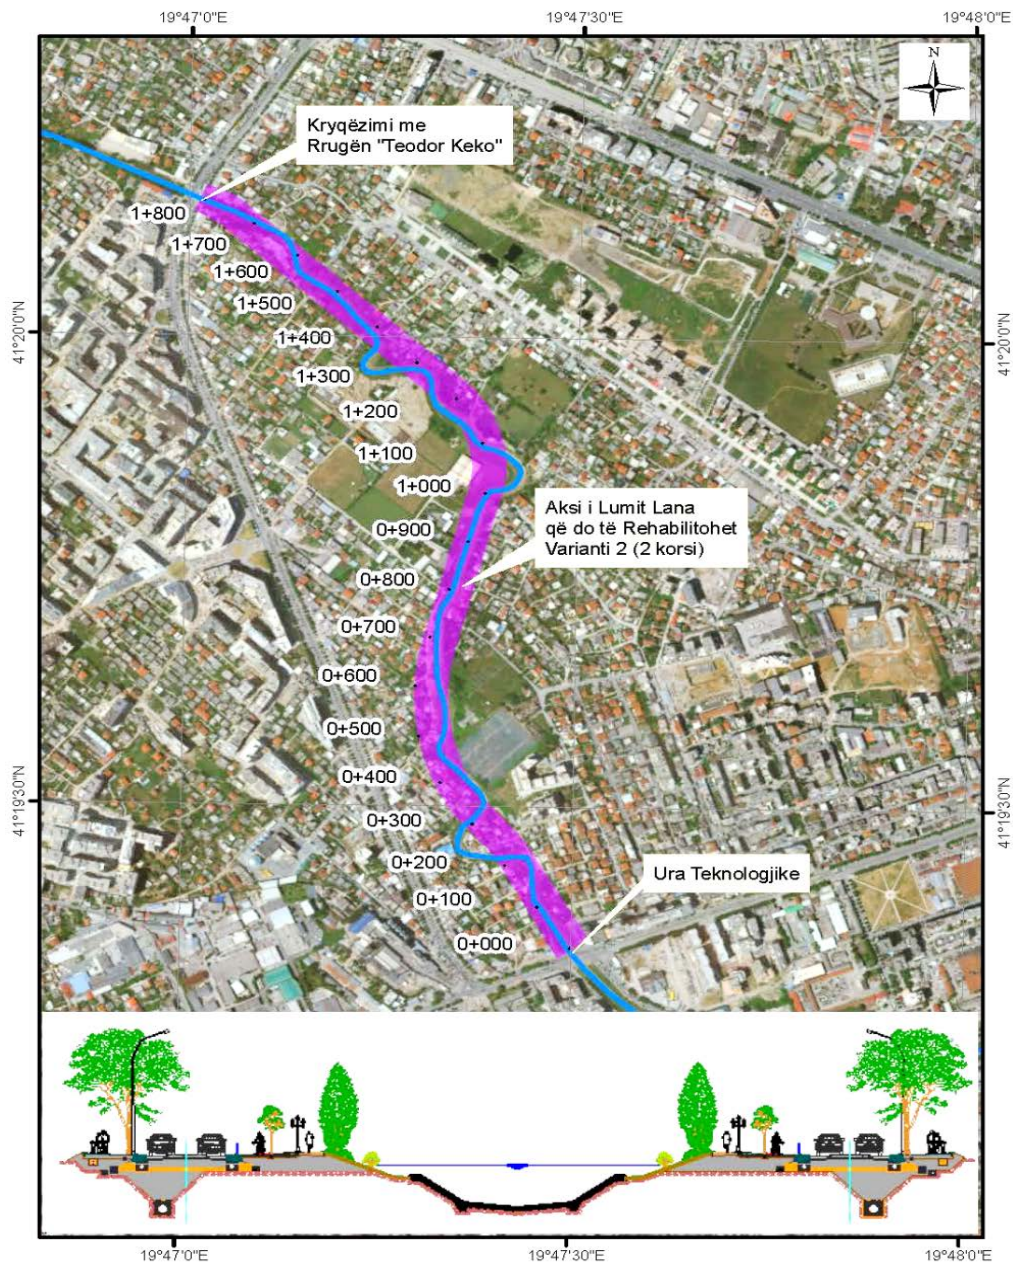 19°47'0"E
19°47'30"E
19°48'0"E
N
Kryqëzimi me
Rrugën "Teodor Keko"
1+800
1+700
1+600
1+500
41°20'0"N
41°20'0"N
1+400
1+300
1+200
1+100
1+000
Aksi i Lumit Lana
që do të Rehabilitohet
Varianti 2 (2 korsi)
0+900
0+800
0+700
0+600
0+500
0+400
41°19'30"N
41°19'30"N
0+300
0+200
Ura Teknologjike
0+100
0+000
19°47'0"E
19°47'30"E
19°48'0"E